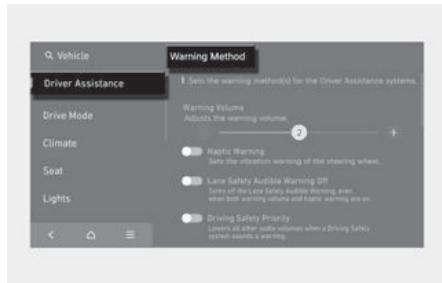 Vehicle
Warning Method
Driver Assistance
Sets the warning method(s) for the Driver Assistance systems.
Drive Mode
Warning Volume
Adjusts the warning volume.
2
+
Climate
Haptic Warning
Sets the vibration warning of the steering wheel.
Seat
Lane Safety Audible Warning Off
Turns off the Lane Safety Audible Warning, even
when both warning volume and haptic warning are on.
Lights
Driving Safety Priority
Lowers all other audio volumes when a Driving Safety
system sounds a warning.